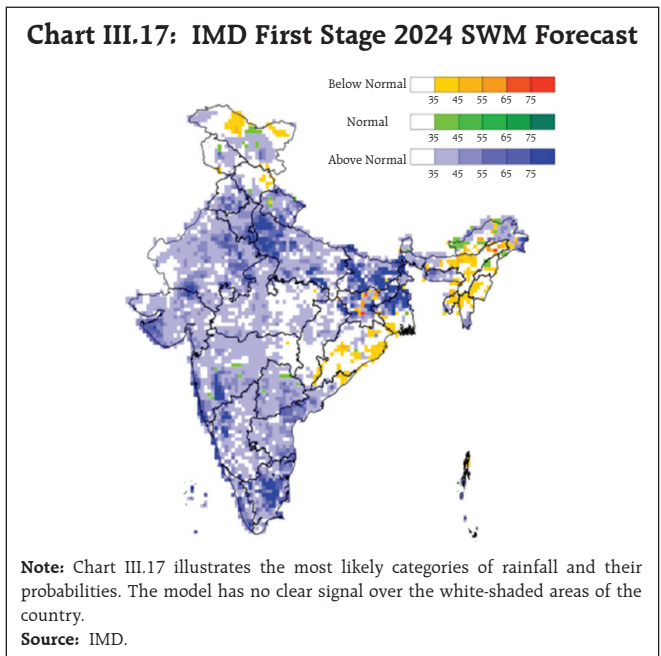 Chart III.17: IMD First Stage 2024 SWM Forecast
Below Normal
35 45 55 65 75
Normal
35 45 55 65 75
Above Normal
35 45 55 65 75
Note: Chart III.17 illustrates the most likely categories of rainfall and their
probabilities. The model has no clear signal over the white-shaded areas of the
country.
Source: IMD.